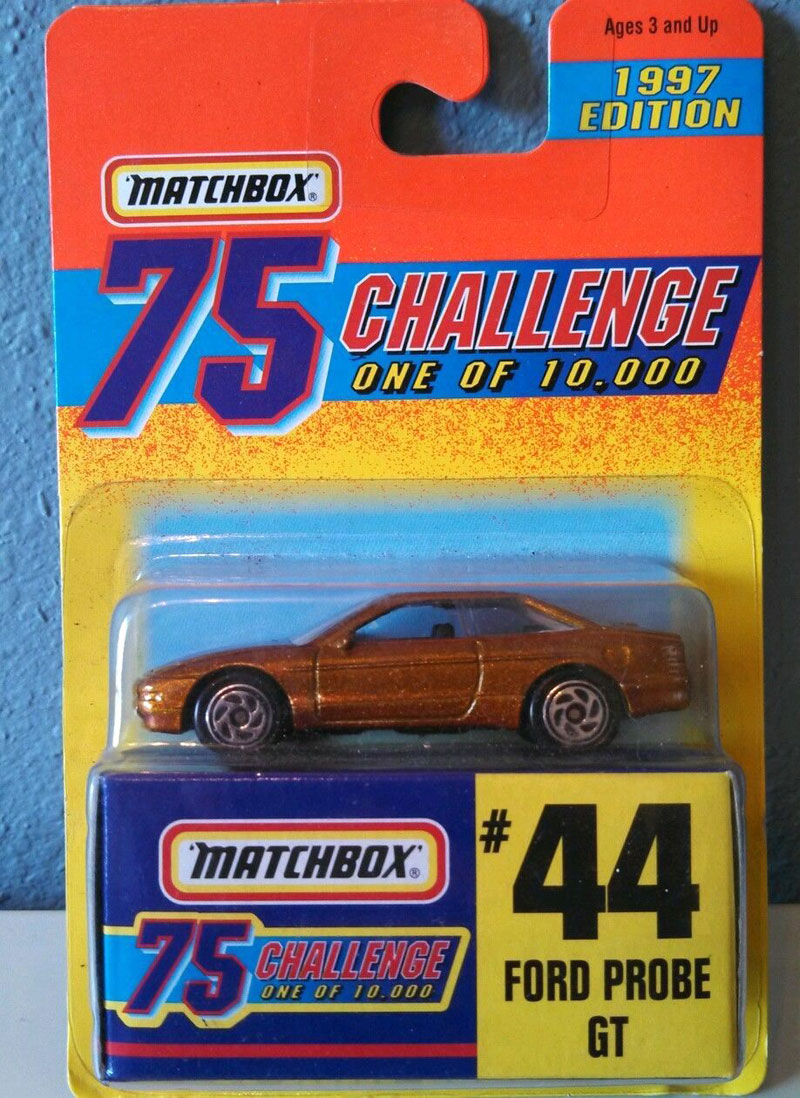 Ages 3 and Up
1997
EDITION
'MATCHBOX'®
75 CHALLENGE
ONE OF 10,000
'MATCHBOX'®
75 CHALLENGE
ONE OF 10,000
#44
FORD PROBE
GT